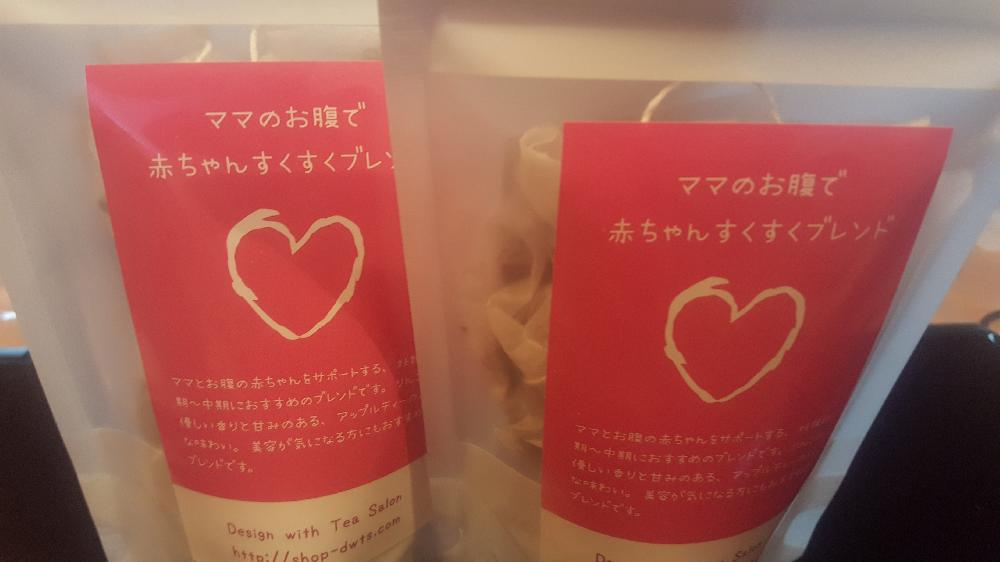 ママのお腹で
赤ちゃんすくすくブレン
ママとお腹の赤ちゃんをサポートする、
期〜中期におすすめのブレンドです。
優しい香りと甘みのある、アップルティーの
な味わい。美容が気になる方にもおすすめ
ブレンドです。
Design with Tea Salon
http://shop-dwts.com
ママのお腹で
赤ちゃんすくすくブレンド
ママとお腹の赤ちゃんをサポートする、
期〜中期におすすめのブレンドです。
優しい香りと甘みのある、アップル
な味わい。美容が気になる方にも
ブレンドです。
Salon